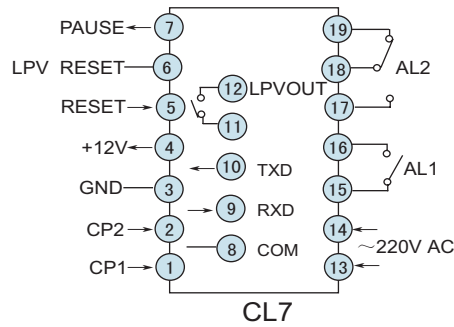 PAUSE 7 19
LPV RESET 6 18 AL2
12 LPVOUT
RESET 5 17
11
+12V 4 16
10 TXD AL1
GND 3 15
9 RXD
CP2 2 14
8 COM ~220V AC
CP1 1 13
CL7